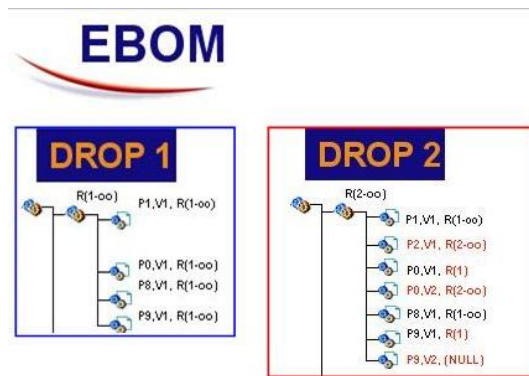 EBOM
DROP 1
R(1-oo)
P1,V1, R(1-oo)
P0,V1, R(1-oo)
P8,V1, R(1-oo)
P9,V1, R(1-oo)
DROP 2
R(2-oo)
P1,V1, R(1-oo)
P2,V1, R(2-oo)
P0,V1, R(1)
P0,V2, R(2-oo)
P8,V1, R(1-oo)
P9,V1, R(1)
P9,V2, (NULL)